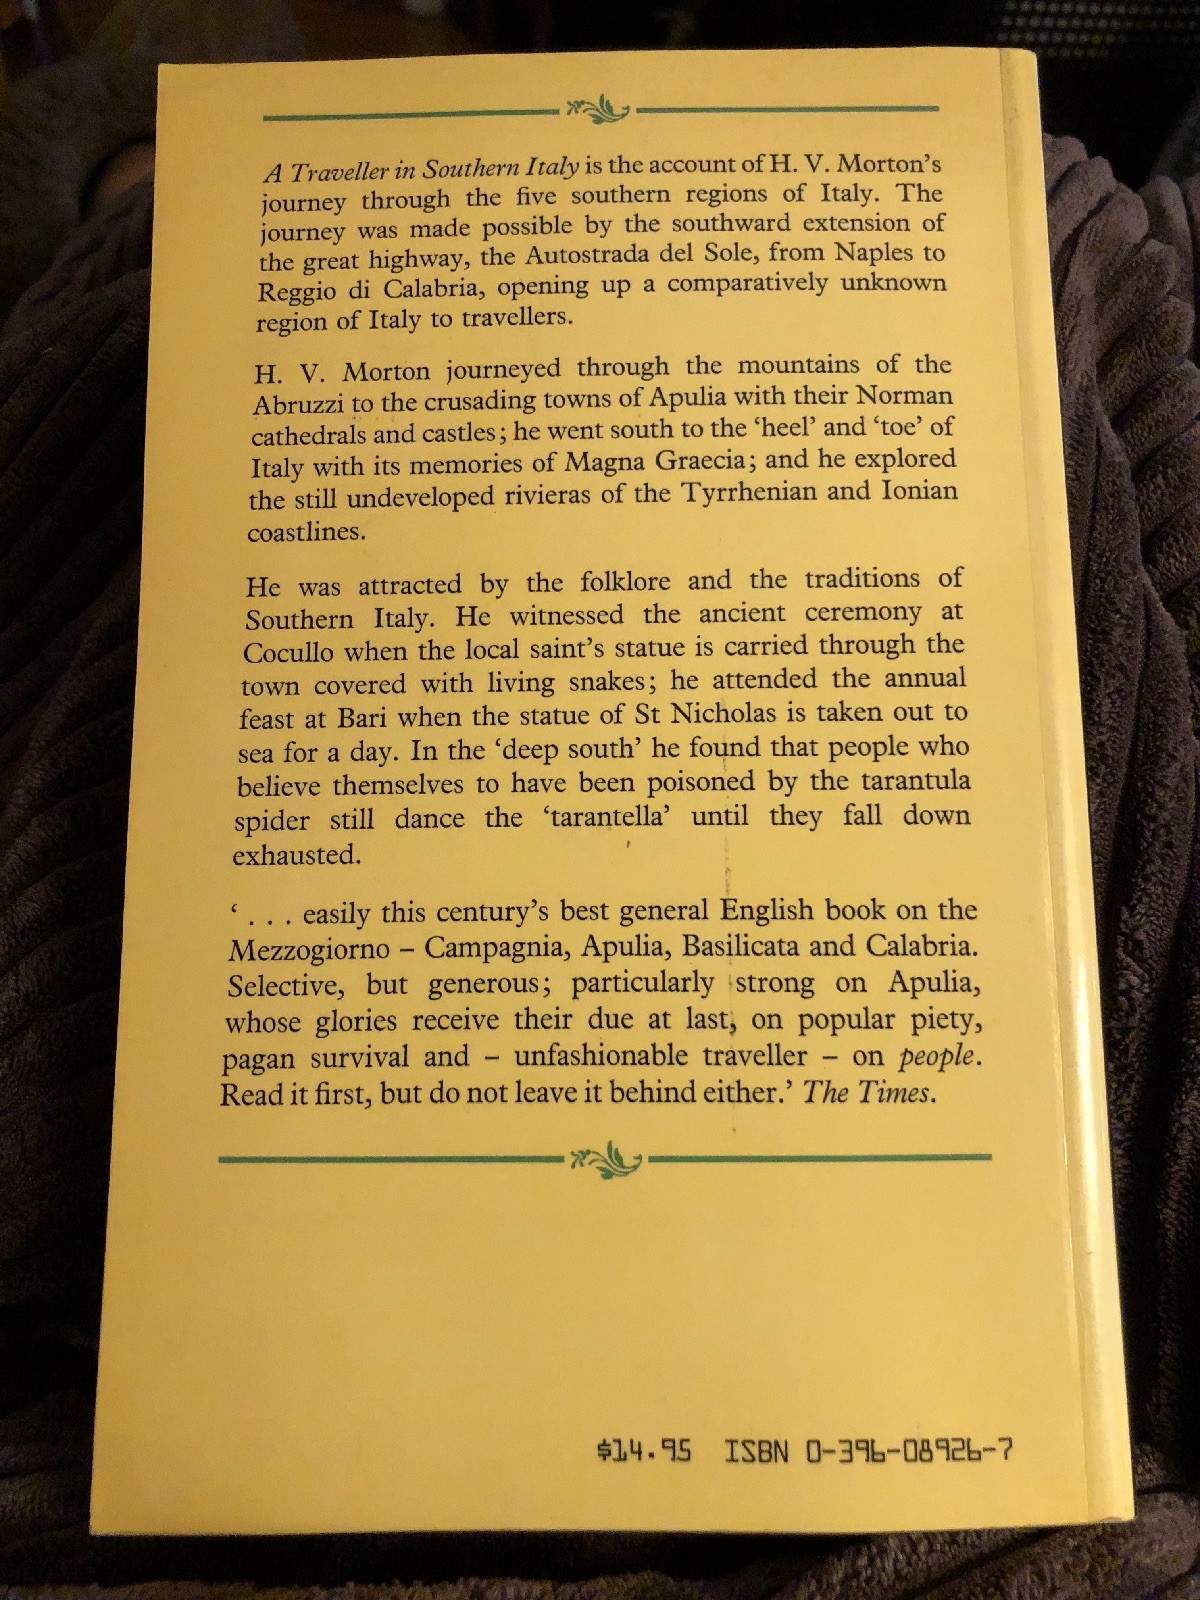 A Traveller in Southern Italy is the account of H. V. Morton's
journey through the five southern regions of Italy. The
journey was made possible by the southward extension of
the great highway, the Autostrada del Sole, from Naples to
Reggio di Calabria, opening up a comparatively unknown
region of Italy to travellers.
H. V. Morton journeyed through the mountains of the
Abruzzi to the crusading towns of Apulia with their Norman
cathedrals and castles; he went south to the 'heel' and 'toe' of
Italy with its memories of Magna Graecia; and he explored
the still undeveloped rivieras of the Tyrrhenian and Ionian
coastlines.
He was attracted by the folklore and the traditions of
Southern Italy. He witnessed the ancient ceremony at
Cocullo when the local saint's statue is carried through the
town covered with living snakes; he attended the annual
feast at Bari when the statue of St Nicholas is taken out to
sea for a day. In the 'deep south' he found that people who
believe themselves to have been poisoned by the tarantula
spider still dance the 'tarantella' until they fall down
exhausted.
' . . . easily this century's best general English book on the
Mezzogiorno – Campagnia, Apulia, Basilicata and Calabria.
Selective, but generous; particularly strong on Apulia,
whose glories receive their due at last, on popular piety,
pagan survival and – unfashionable traveller – on people.
Read it first, but do not leave it behind either.' The Times.
$14.95 ISBN 0-396-08926-7